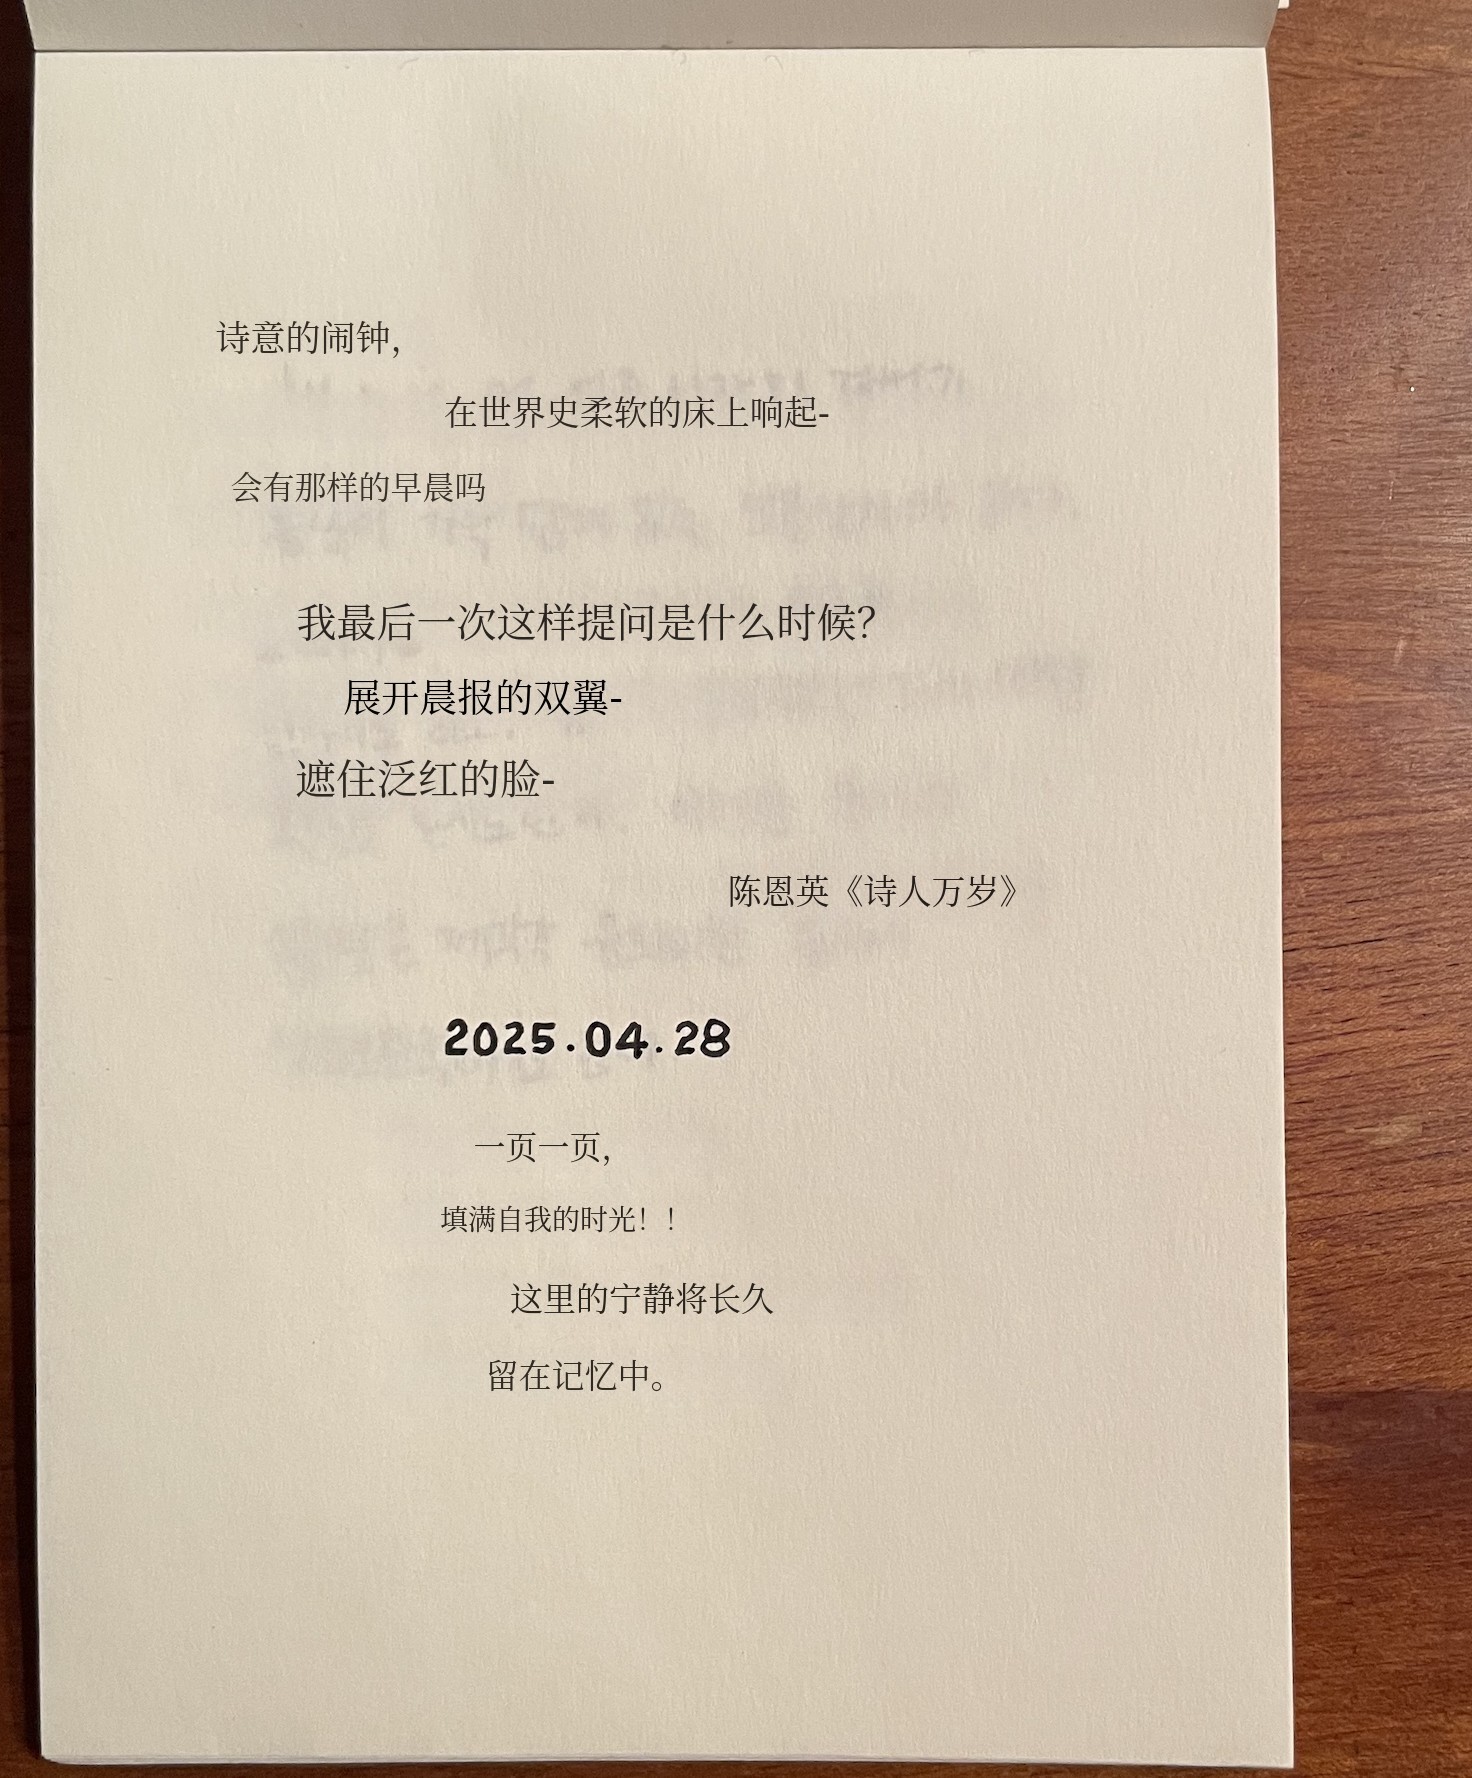 诗意的闹钟，
在世界史柔软的床上响起-
会有那样的早晨吗
我最后一次这样提问是什么时候？
展开晨报的双翼-
遮住泛红的脸-
陈恩英《诗人万岁》
2025.04.28
一页一页，
填满自我的时光！！
这里的宁静将长久
留在记忆中。